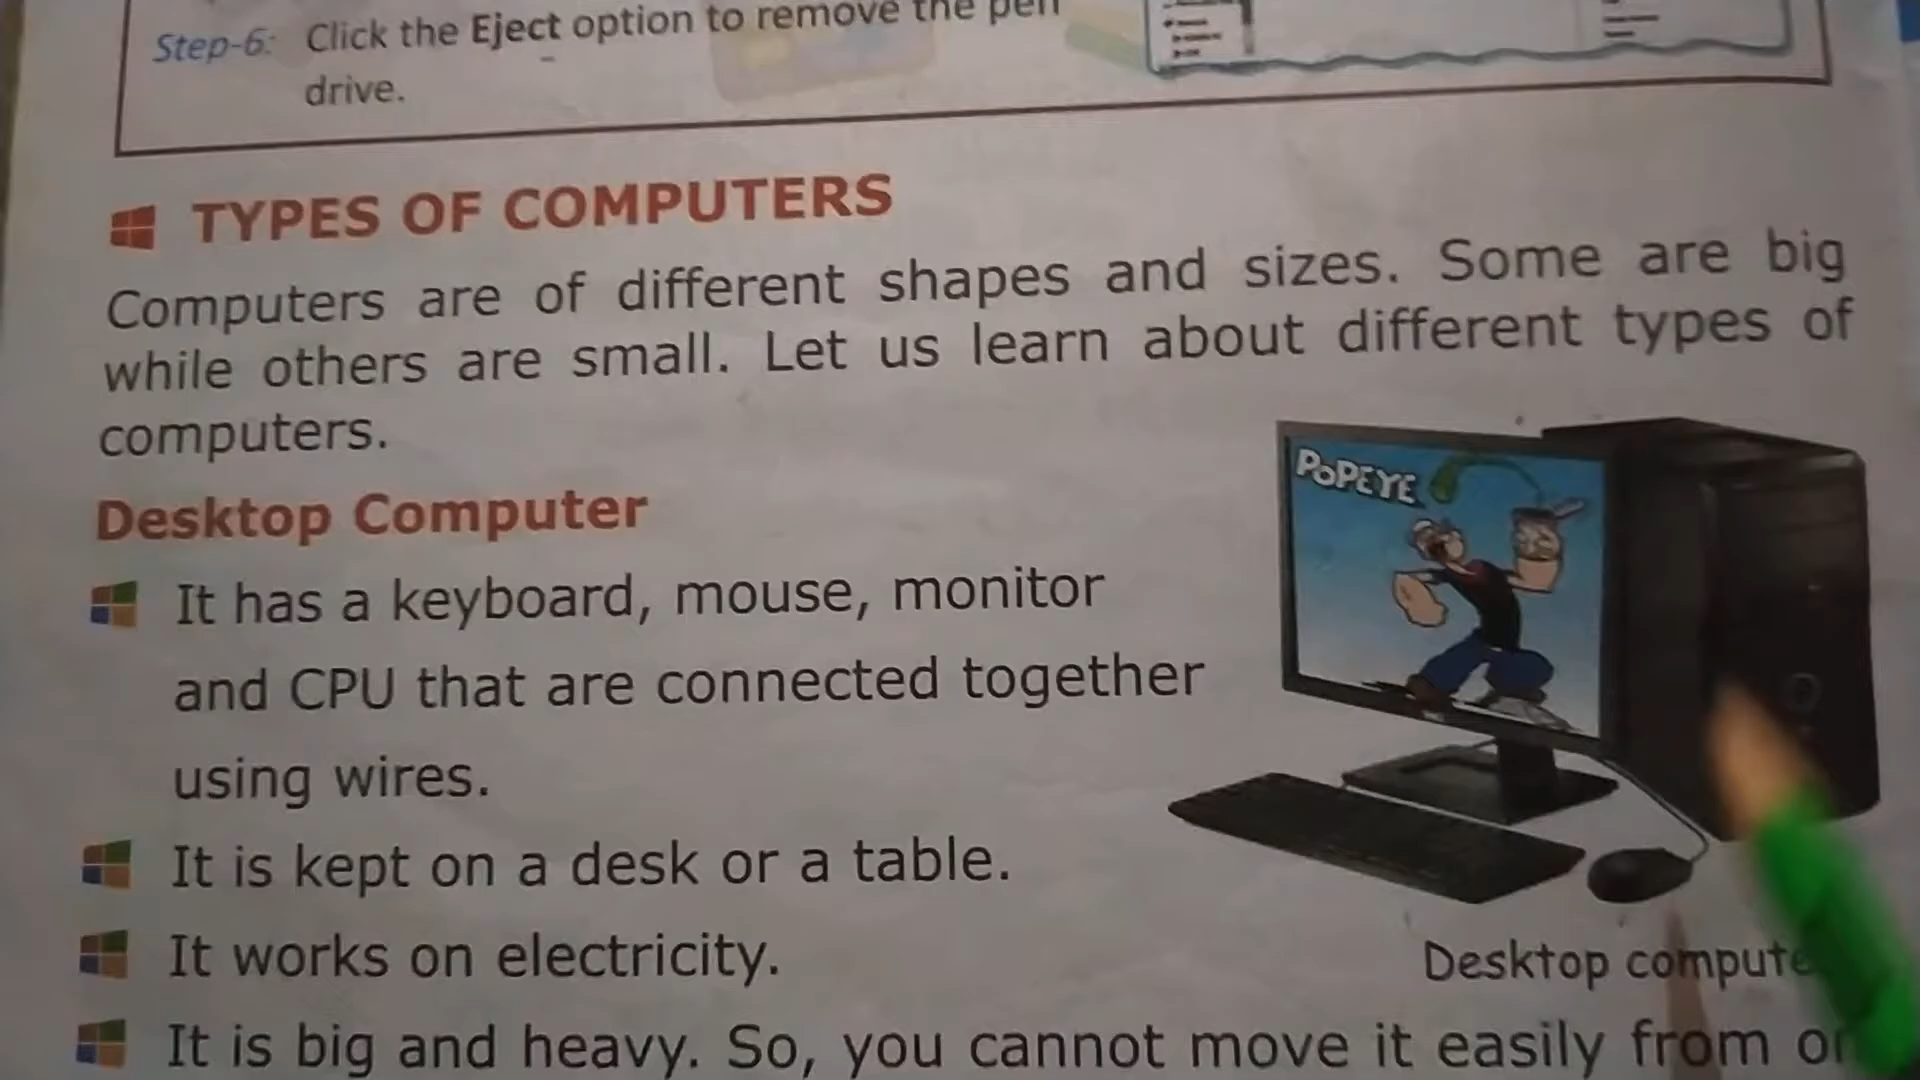 Step-6: Click the Eject option to remove the pen
drive.
TYPES OF COMPUTERS
Computers are of different shapes and sizes. Some are big
while others are small. Let us learn about different types of
computers.
POPEYE
Desktop Computer
It has a keyboard, mouse, monitor
and CPU that are connected together
using wires.
It is kept on a desk or a table.
It works on electricity.
Desktop compute
It is big and heavy. So, you cannot move it easily from